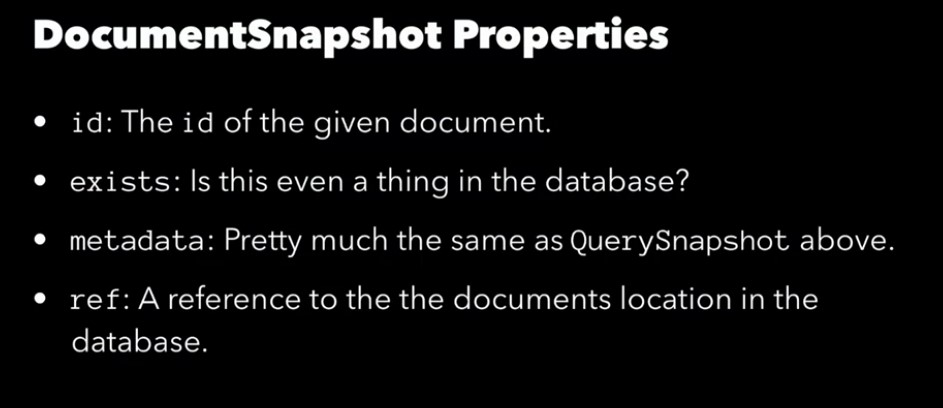 DocumentSnapshot Properties
• id: The id of the given document.
• exists: Is this even a thing in the database?
• metadata: Pretty much the same as QuerySnapshot above.
• ref: A reference to the the documents location in the
database.